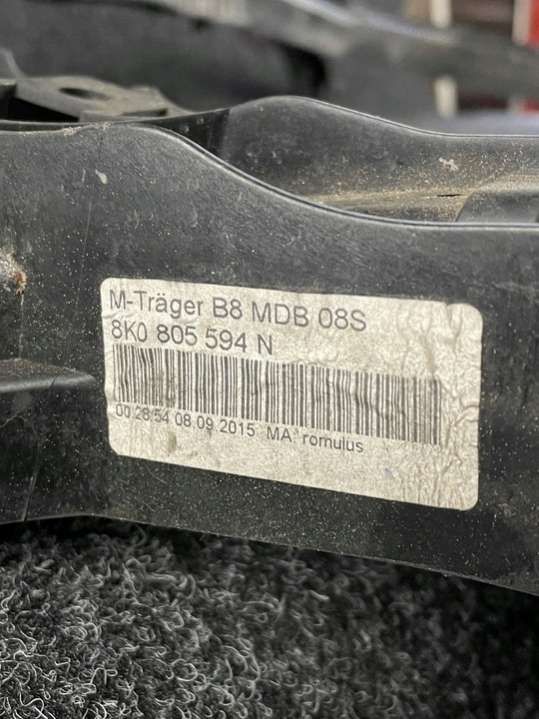 M-Träger B8 MDB 08S
8K0 805 594 N
00:28:54 08.09.2015 MA: romulus